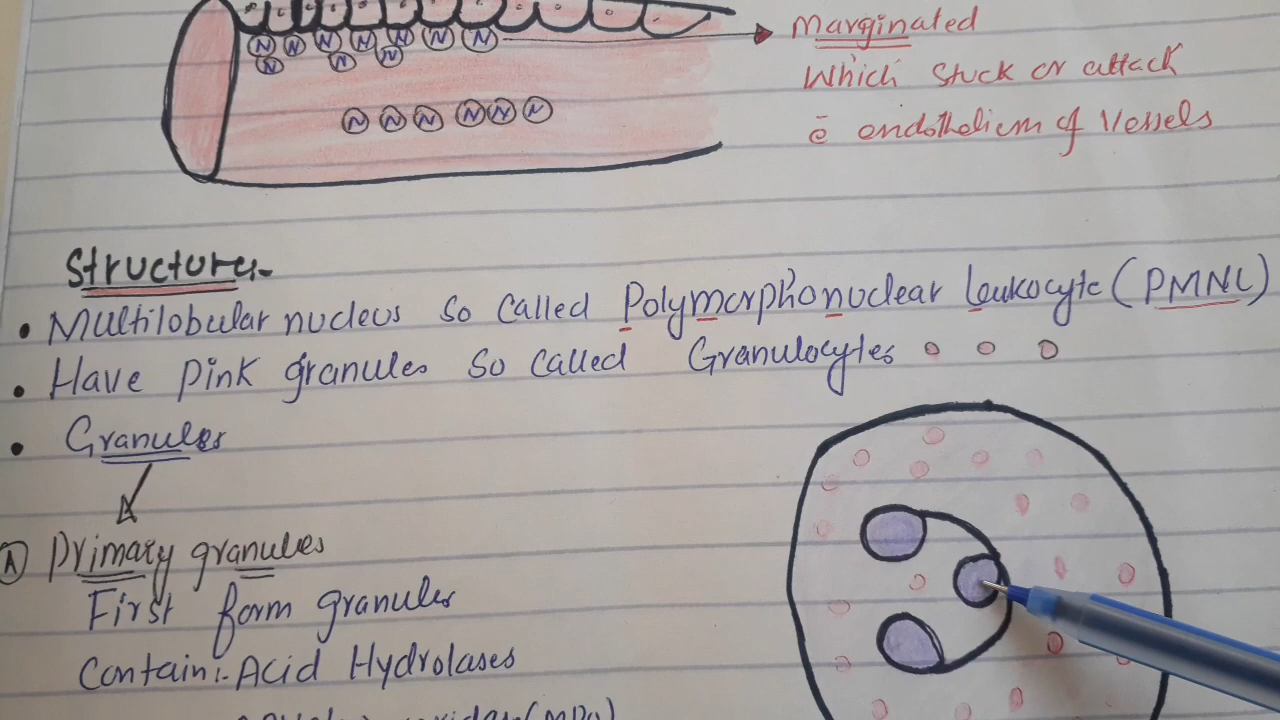 N N N N N N N
N N N
N N N N N N
Marginated
Which stuck or attack
ē endothelium of vessels
Structure
• Multilobular nucleus so called Polymorphonuclear Leukocyte (PMNL)
• Have pink granules so called Granulocytes
• Granules
A Primary granules
First form granules
Contain:- Acid Hydrolases